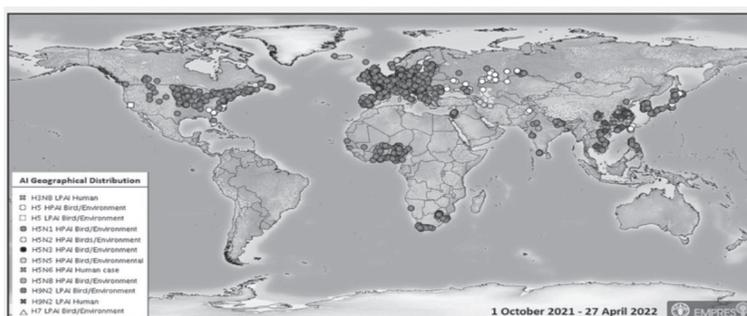 AI Geographical Distribution
H3N8 LPAI Human
H5 HPAI Bird/Environment
H5 LPAI Bird/Environment
H5N1 HPAI Bird/Environment
H5N2 HPAI Bird/Environment
H5N3 HPAI Bird/Environment
H5N5 HPAI Bird/Environmental
H5N6 HPAI Human case
H5N8 HPAI Bird/Environment
H9N2 LPAI Bird/Environment
H9N2 LPAI Human
H7 LPAI Bird/Environment
1 October 2021 - 27 April 2022
EMPRES